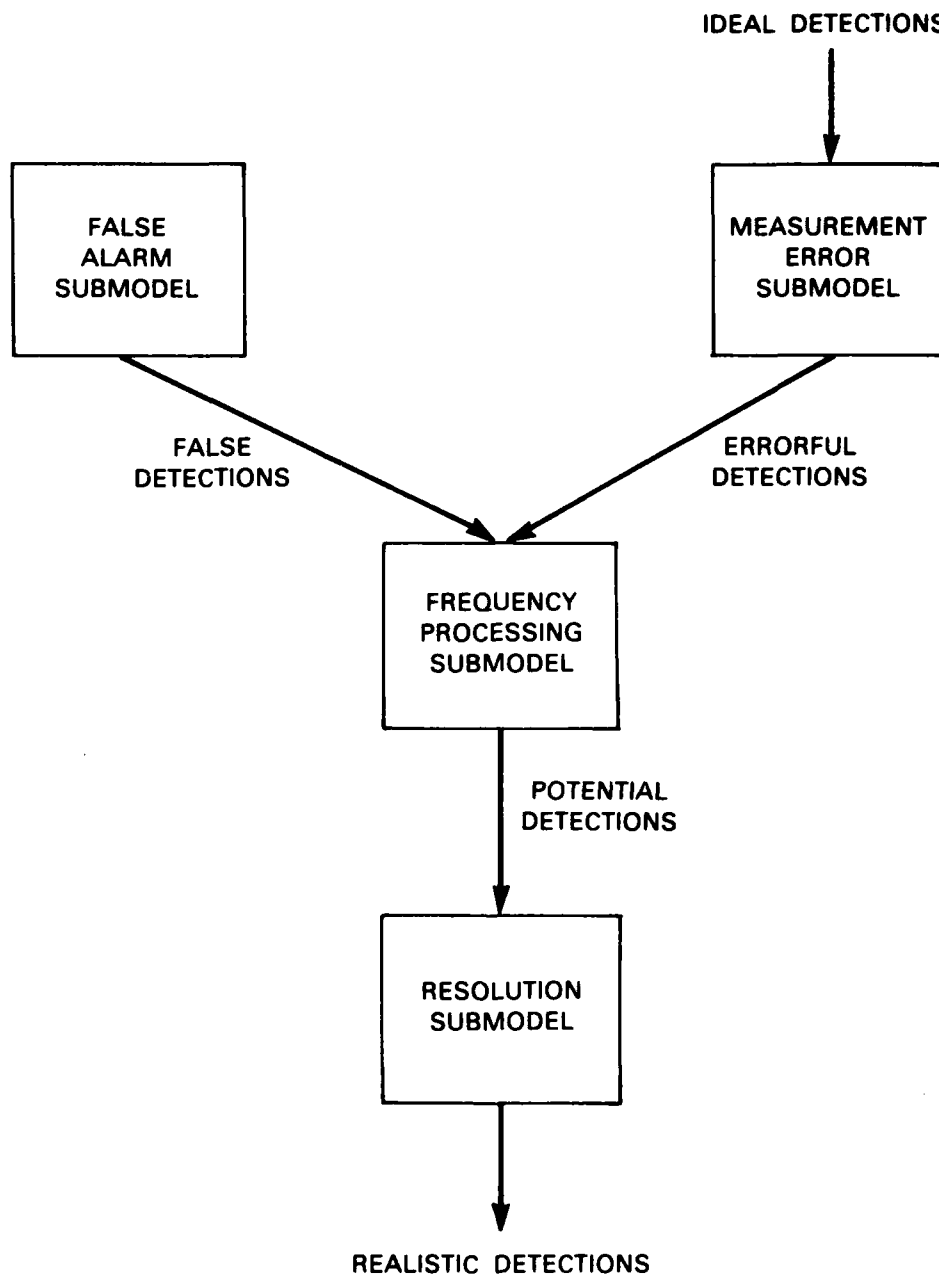 IDEAL DETECTIONS
FALSE
ALARM
SUBMODEL
MEASUREMENT
ERROR
SUBMODEL
FALSE
DETECTIONS
ERRORFUL
DETECTIONS
FREQUENCY
PROCESSING
SUBMODEL
POTENTIAL
DETECTIONS
RESOLUTION
SUBMODEL
REALISTIC DETECTIONS